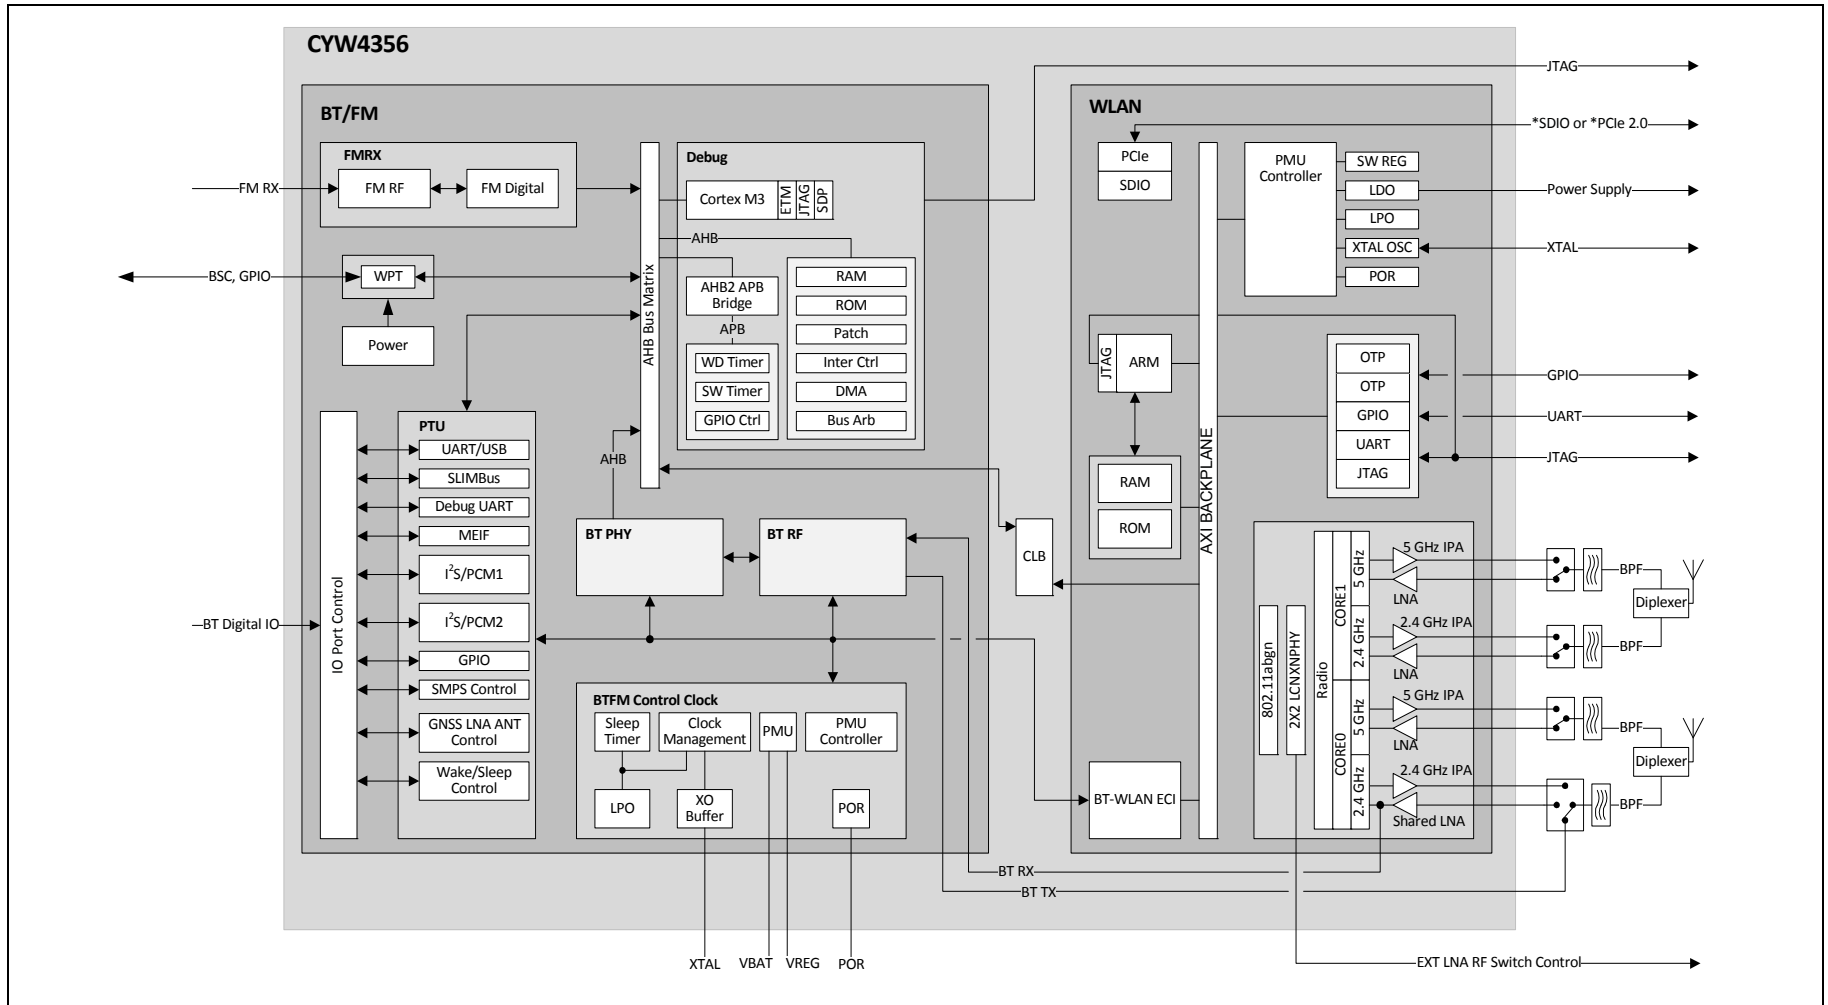 CYW4356
BT/FM
FMRX
FM RX
FM RF
FM Digital
BSC, GPIO
WPT
Power
AHB Bus Matrix
Debug
Cortex M3
ETM
JTAG
SDP
AHB
AHB2 APB
Bridge
APB
WD Timer
SW Timer
GPIO Ctrl
RAM
ROM
Patch
Inter Ctrl
DMA
Bus Arb
BT Digital IO
IO Port Control
PTU
UART/USB
SLIMBus
Debug UART
MEIF
I²S/PCM1
I²S/PCM2
GPIO
SMPS Control
GNSS LNA ANT
Control
Wake/Sleep
Control
AHB
BT PHY
BT RF
CLB
BTFM Control Clock
Sleep
Timer
Clock
Management
PMU
PMU
Controller
LPO
XO
Buffer
POR
XTAL
VBAT
VREG
POR
WLAN
PCIe
SDIO
AXI BACKPLANE
PMU
Controller
SW REG
LDO
LPO
XTAL OSC
POR
JTAG
*SDIO or *PCIe 2.0
Power Supply
XTAL
JTAG
ARM
RAM
ROM
OTP
OTP
GPIO
UART
JTAG
GPIO
UART
JTAG
BT-WLAN ECI
802.11abgn
2X2 LCNXNPHY
Radio
CORE1
CORE0
5 GHz
2.4 GHz
5 GHz
2.4 GHz
5 GHz IPA
LNA
2.4 GHz IPA
LNA
5 GHz IPA
LNA
2.4 GHz IPA
Shared LNA
BPF
Diplexer
BPF
BPF
Diplexer
BPF
BT RX
BT TX
EXT LNA RF Switch Control